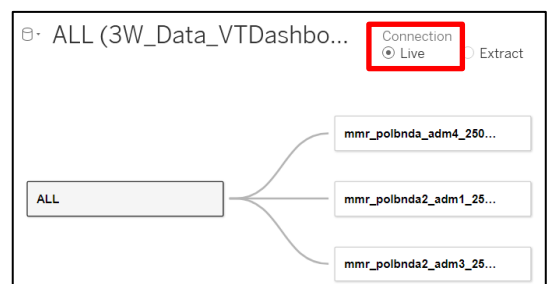 ALL (3W_Data_VTDashbo...
Connection
Live Extract
mmr_polbnda_adm4_250...
ALL
mmr_polbnda2_adm1_25...
mmr_polbnda2_adm3_25...